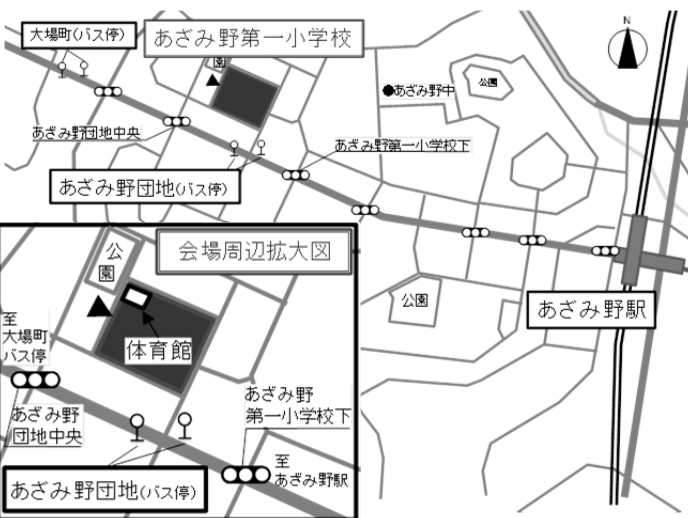 N
大場町(バス停)
あざみ野第一小学校
園
公園
あざみ野中
あざみ野団地中央
あざみ野第一小学校下
あざみ野団地(バス停)
公園
あざみ野駅
会場周辺拡大図
公
園
体育館
至
大場町
バス停
あざみ野
団地中央
あざみ野
第一小学校下
至
あざみ野駅
あざみ野団地(バス停)